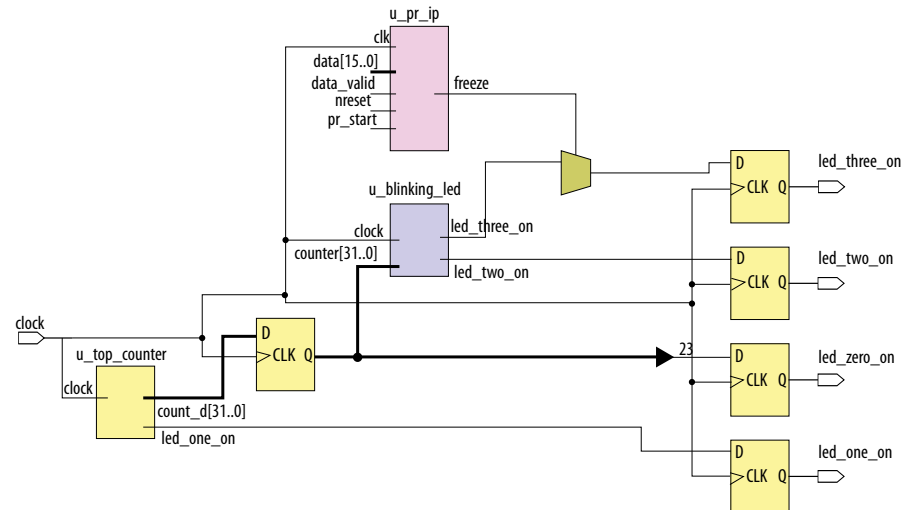 u_pr_ip
clk
data[15..0]
data_valid
nreset
pr_start
freeze
u_blinking_led
clock
counter[31..0]
led_three_on
led_two_on
D
CLK Q
led_three_on
D
CLK Q
led_two_on
clock
D
CLK Q
23
D
CLK Q
led_zero_on
u_top_counter
clock
count_d[31..0]
led_one_on
D
CLK Q
led_one_on